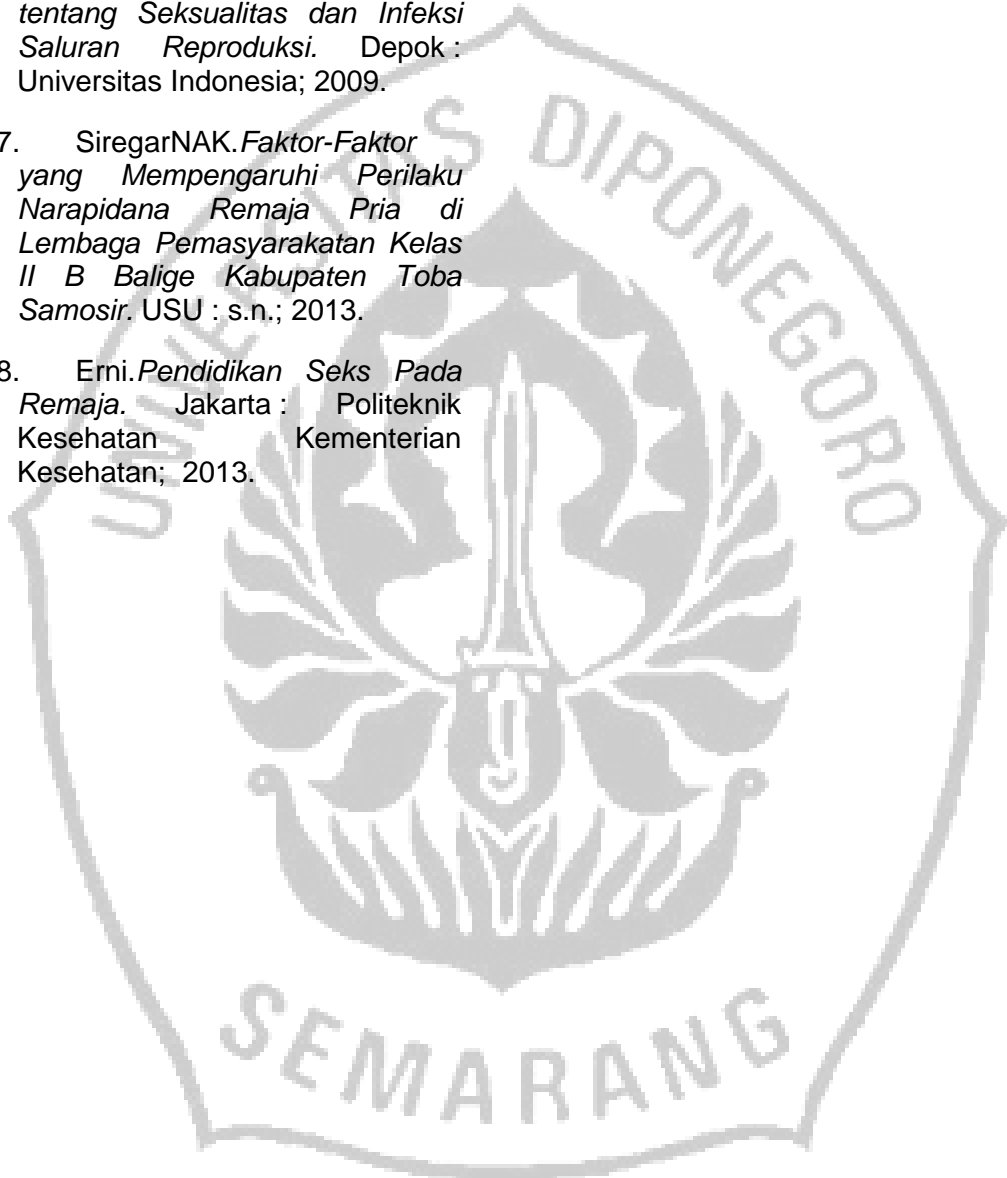 tentang Seksualitas dan Infeksi
Saluran Reproduksi. Depok :
Universitas Indonesia; 2009.
7. SiregarNAK.Faktor-Faktor
yang Mempengaruhi Perilaku
Narapidana Remaja Pria di
Lembaga Pemasyarakatan Kelas
II B Balige Kabupaten Toba
Samosir. USU : s.n.; 2013.
8. Erni.Pendidikan Seks Pada
Remaja. Jakarta : Politeknik
Kesehatan Kementerian
Kesehatan; 2013.
UNIVERSITAS DIPONEGORO
SEMARANG